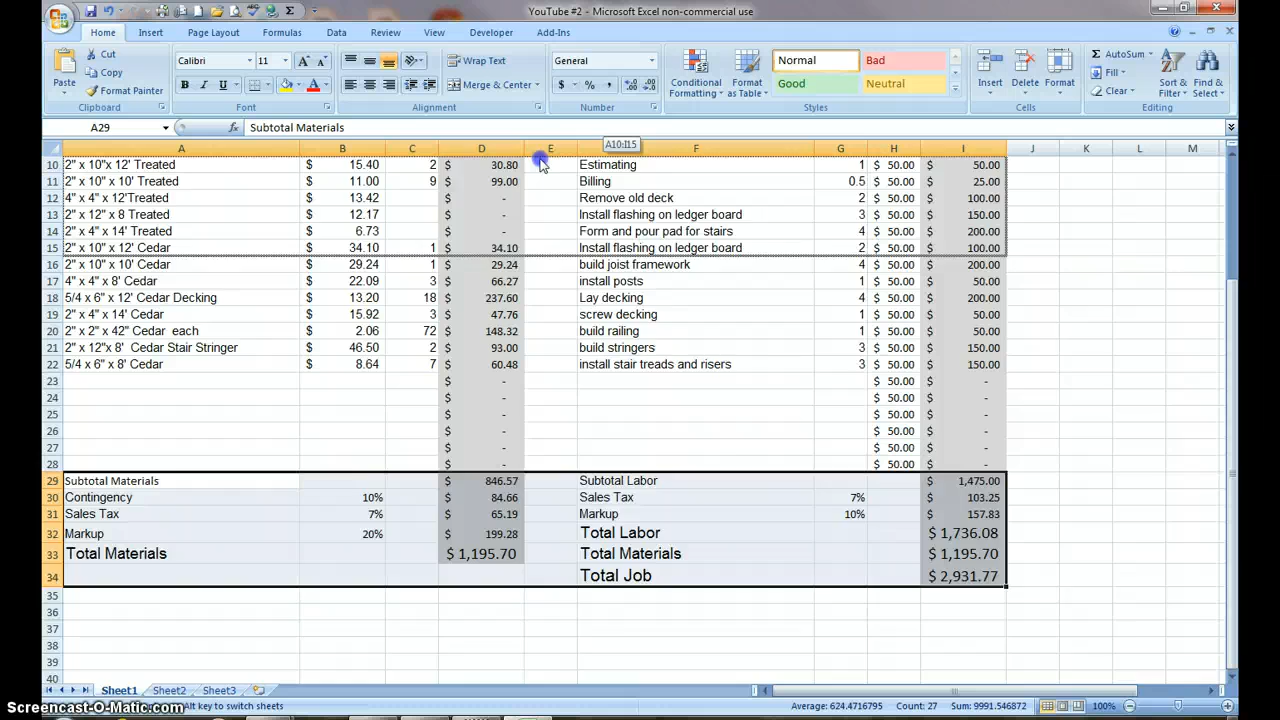 YouTube #2 - Microsoft Excel non-commercial use
Home Insert Page Layout Formulas Data Review View Developer Add-Ins
Cut
Copy
Format Painter
Paste
Clipboard
Calibri 11
B I U
Font
Wrap Text
Merge & Center
Alignment
General
$ % ,
Number
Conditional Formatting
Format as Table
Normal Bad
Good Neutral
Styles
Insert Delete Format
Cells
AutoSum
Fill
Clear
Sort & Filter
Find & Select
Editing
A29 fx Subtotal Materials
A10:I15
A B C D E F G H I J K L M
10 2" x 10"x 12' Treated $ 15.40 2 $ 30.80 Estimating 1 $ 50.00 $ 50.00
11 2" x 10" x 10' Treated $ 11.00 9 $ 99.00 Billing 0.5 $ 50.00 $ 25.00
12 4" x 4" x 12'Treated $ 13.42 $ - Remove old deck 2 $ 50.00 $ 100.00
13 2" x 12" x 8 Treated $ 12.17 $ - Install flashing on ledger board 3 $ 50.00 $ 150.00
14 2" x 4" x 14' Treated $ 6.73 $ - Form and pour pad for stairs 4 $ 50.00 $ 200.00
15 2" x 10" x 12' Cedar $ 34.10 1 $ 34.10 Install flashing on ledger board 2 $ 50.00 $ 100.00
16 2" x 10" x 10' Cedar $ 29.24 1 $ 29.24 build joist framework 4 $ 50.00 $ 200.00
17 4" x 4" x 8' Cedar $ 22.09 3 $ 66.27 install posts 1 $ 50.00 $ 50.00
18 5/4 x 6" x 12' Cedar Decking $ 13.20 18 $ 237.60 Lay decking 4 $ 50.00 $ 200.00
19 2" x 4" x 14' Cedar $ 15.92 3 $ 47.76 screw decking 1 $ 50.00 $ 50.00
20 2" x 2" x 42" Cedar each $ 2.06 72 $ 148.32 build railing 1 $ 50.00 $ 50.00
21 2" x 12"x 8' Cedar Stair Stringer $ 46.50 2 $ 93.00 build stringers 3 $ 50.00 $ 150.00
22 5/4 x 6" x 8' Cedar $ 8.64 7 $ 60.48 install stair treads and risers 3 $ 50.00 $ 150.00
23 $ - $ 50.00 $ -
24 $ - $ 50.00 $ -
25 $ - $ 50.00 $ -
26 $ - $ 50.00 $ -
27 $ - $ 50.00 $ -
28 $ - $ 50.00 $ -
29 Subtotal Materials $ 846.57 Subtotal Labor $ 1,475.00
30 Contingency 10% $ 84.66 Sales Tax 7% $ 103.25
31 Sales Tax 7% $ 65.19 Markup 10% $ 157.83
32 Markup 20% $ 199.28 Total Labor $ 1,736.08
33 Total Materials $ 1,195.70 Total Materials $ 1,195.70
34 Total Job $ 2,931.77
35
36
37
38
39
40
Sheet1 Sheet2 Sheet3
Screencast-O-Matic.com Alt key to switch sheets Average: 624.4716795 Count: 27 Sum: 9991.546872 100%